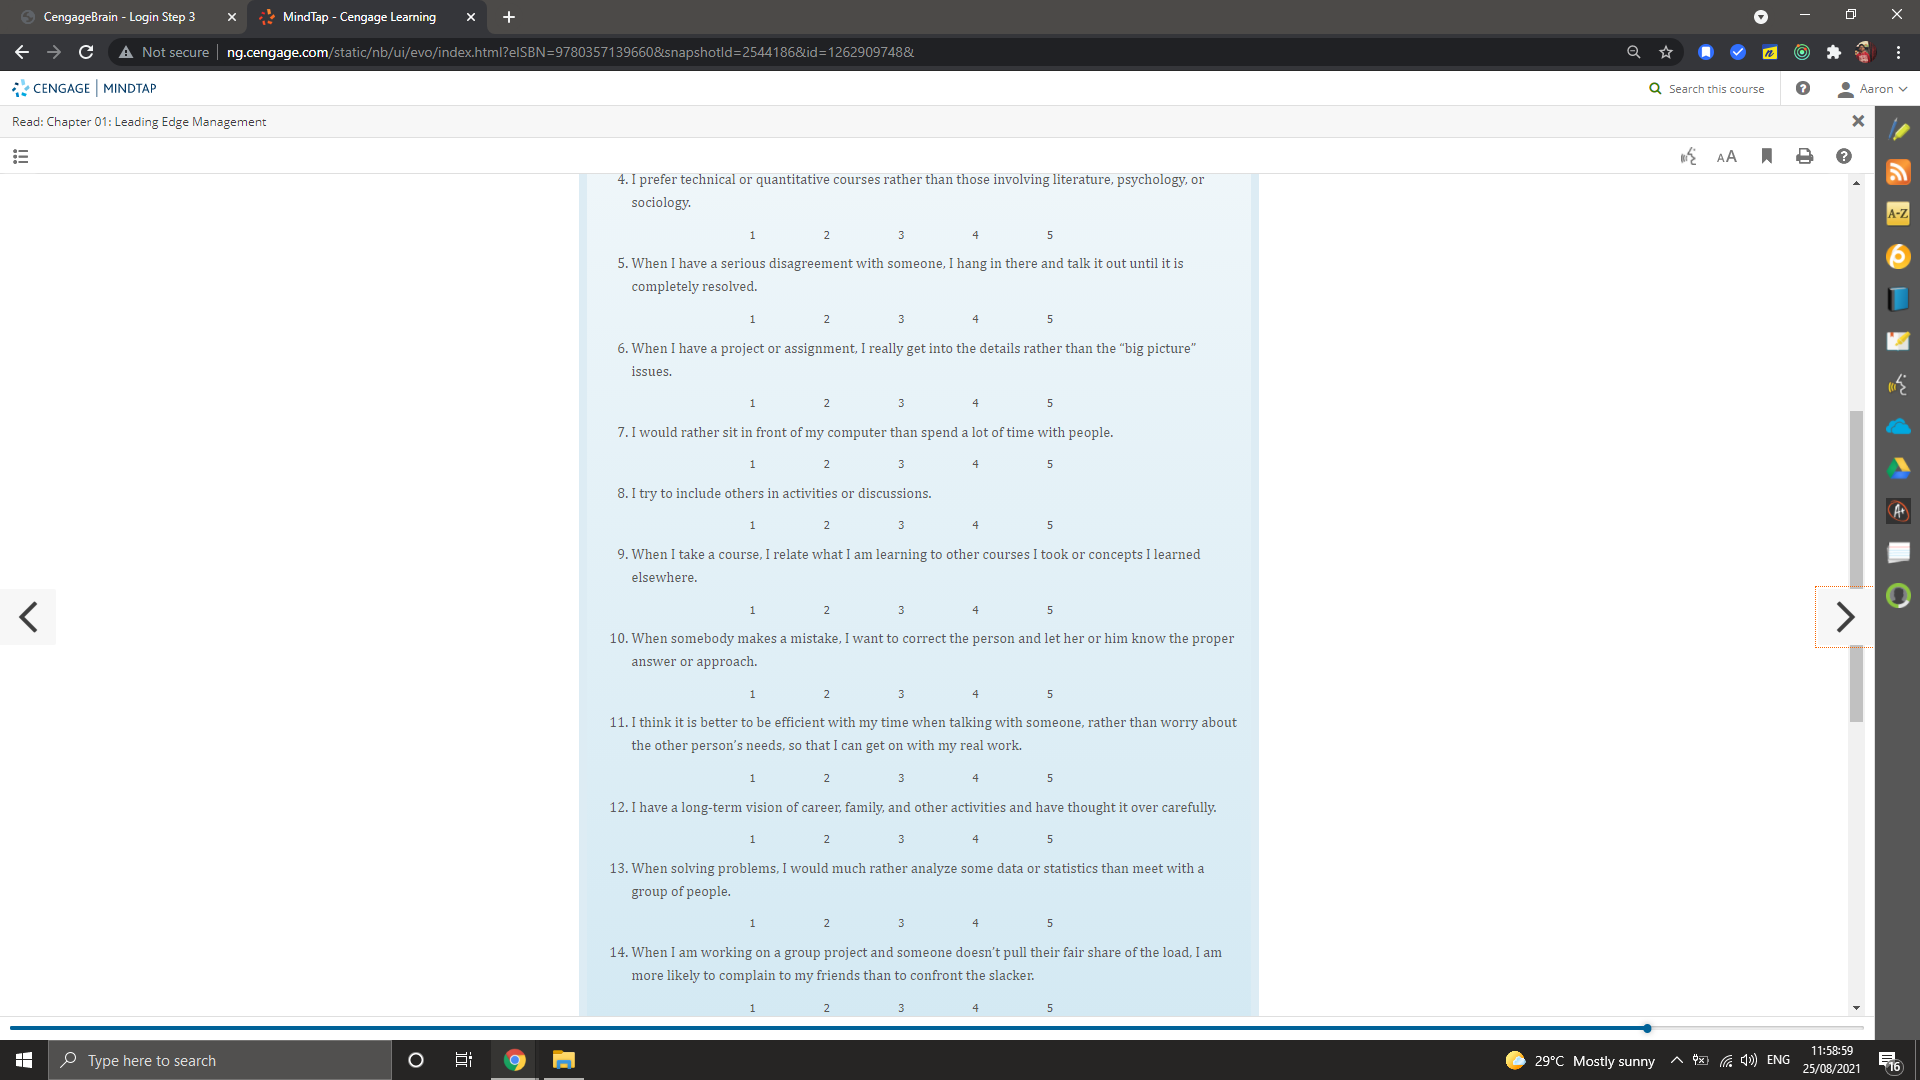 CengageBrain - Login Step 3
MindTap - Cengage Learning
Not secure
ng.cengage.com/static/nb/ui/evo/index.html?eISBN=9780357139660&snapshotId=2544186&id=1262909748&
CENGAGE | MINDTAP
Search this course
Aaron
Read: Chapter 01: Leading Edge Management
AA
4. I prefer technical or quantitative courses rather than those involving literature, psychology, or
sociology.
1 2 3 4 5
5. When I have a serious disagreement with someone, I hang in there and talk it out until it is
completely resolved.
1 2 3 4 5
6. When I have a project or assignment, I really get into the details rather than the “big picture”
issues.
1 2 3 4 5
7. I would rather sit in front of my computer than spend a lot of time with people.
1 2 3 4 5
8. I try to include others in activities or discussions.
1 2 3 4 5
9. When I take a course, I relate what I am learning to other courses I took or concepts I learned
elsewhere.
1 2 3 4 5
10. When somebody makes a mistake, I want to correct the person and let her or him know the proper
answer or approach.
1 2 3 4 5
11. I think it is better to be efficient with my time when talking with someone, rather than worry about
the other person’s needs, so that I can get on with my real work.
1 2 3 4 5
12. I have a long-term vision of career, family, and other activities and have thought it over carefully.
1 2 3 4 5
13. When solving problems, I would much rather analyze some data or statistics than meet with a
group of people.
1 2 3 4 5
14. When I am working on a group project and someone doesn’t pull their fair share of the load, I am
more likely to complain to my friends than to confront the slacker.
1 2 3 4 5
A-Z
A+
Type here to search
29°C Mostly sunny
ENG
11:58:59
25/08/2021
16